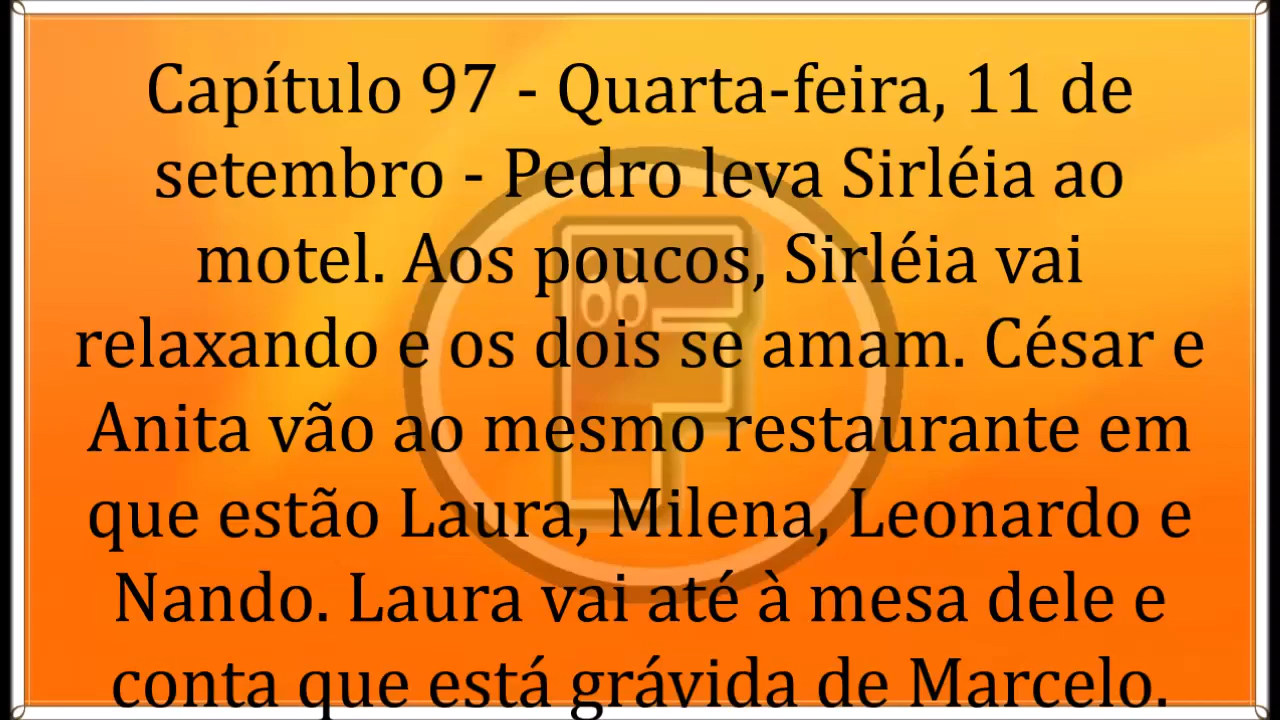 Capítulo 97 - Quarta-feira, 11 de
setembro - Pedro leva Sirléia ao
motel. Aos poucos, Sirléia vai
relaxando e os dois se amam. César e
Anita vão ao mesmo restaurante em
que estão Laura, Milena, Leonardo e
Nando. Laura vai até à mesa dele e
conta que está grávida de Marcelo.